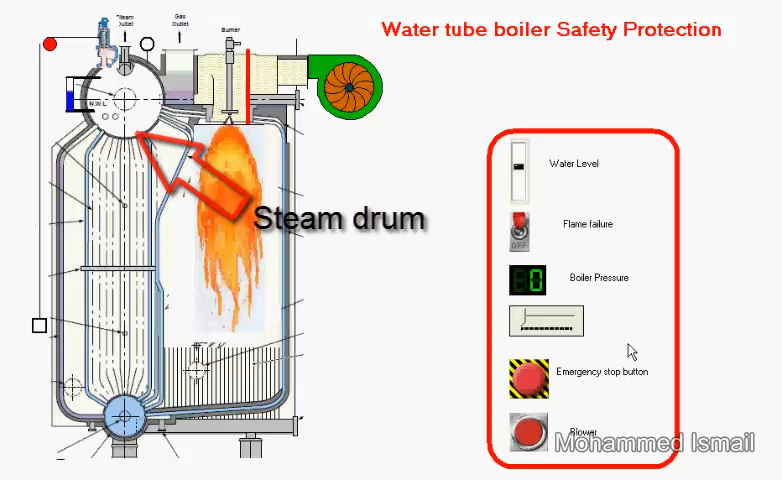 Water tube boiler Safety Protection
Steam
Outlet
Gas
Outlet
Burner
N.W.L
Water Level
Steam drum
Flame failure
OFF
0
Boiler Pressure
Emergency stop button
Blower
Mohammed Ismail